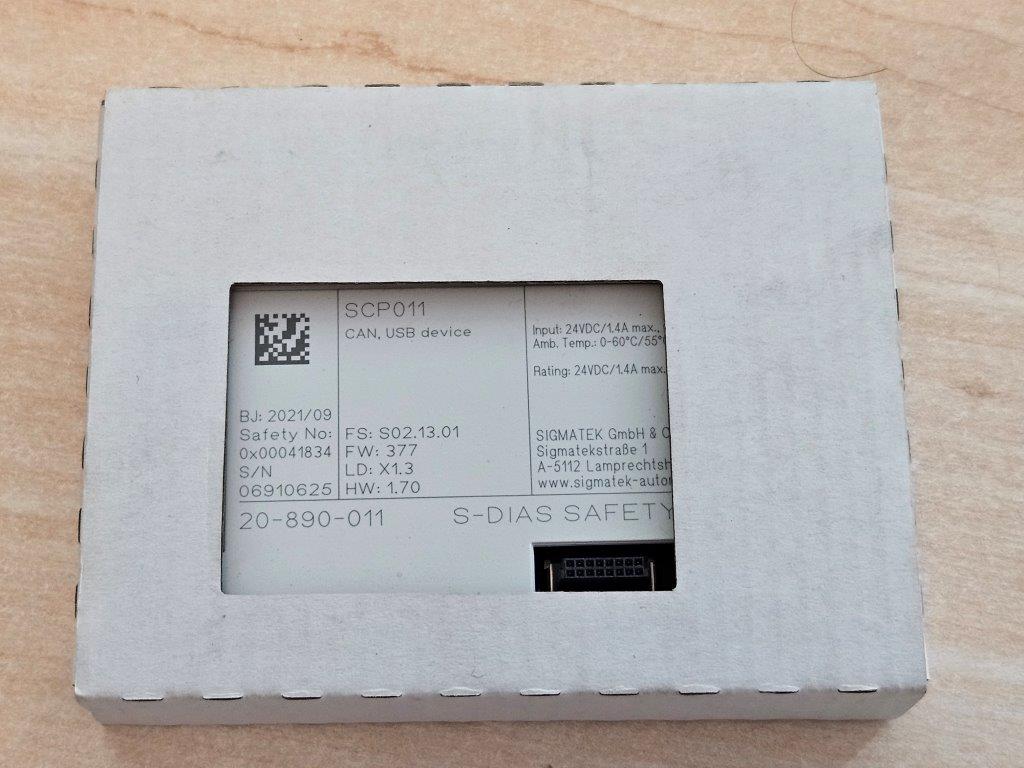 SCP011
CAN, USB device
Input: 24VDC/1.4A max.,
Amb. Temp.: 0-60°C/55°
Rating: 24VDC/1.4A max.
BJ: 2021/09
Safety No:
0x00041834
S/N
06910625
FS: S02.13.01
FW: 377
LD: X1.3
HW: 1.70
SIGMATEK GmbH & C
Sigmatekstraße 1
A-5112 Lamprechtsh
www.sigmatek-autom
20-890-011
S-DIAS SAFETY